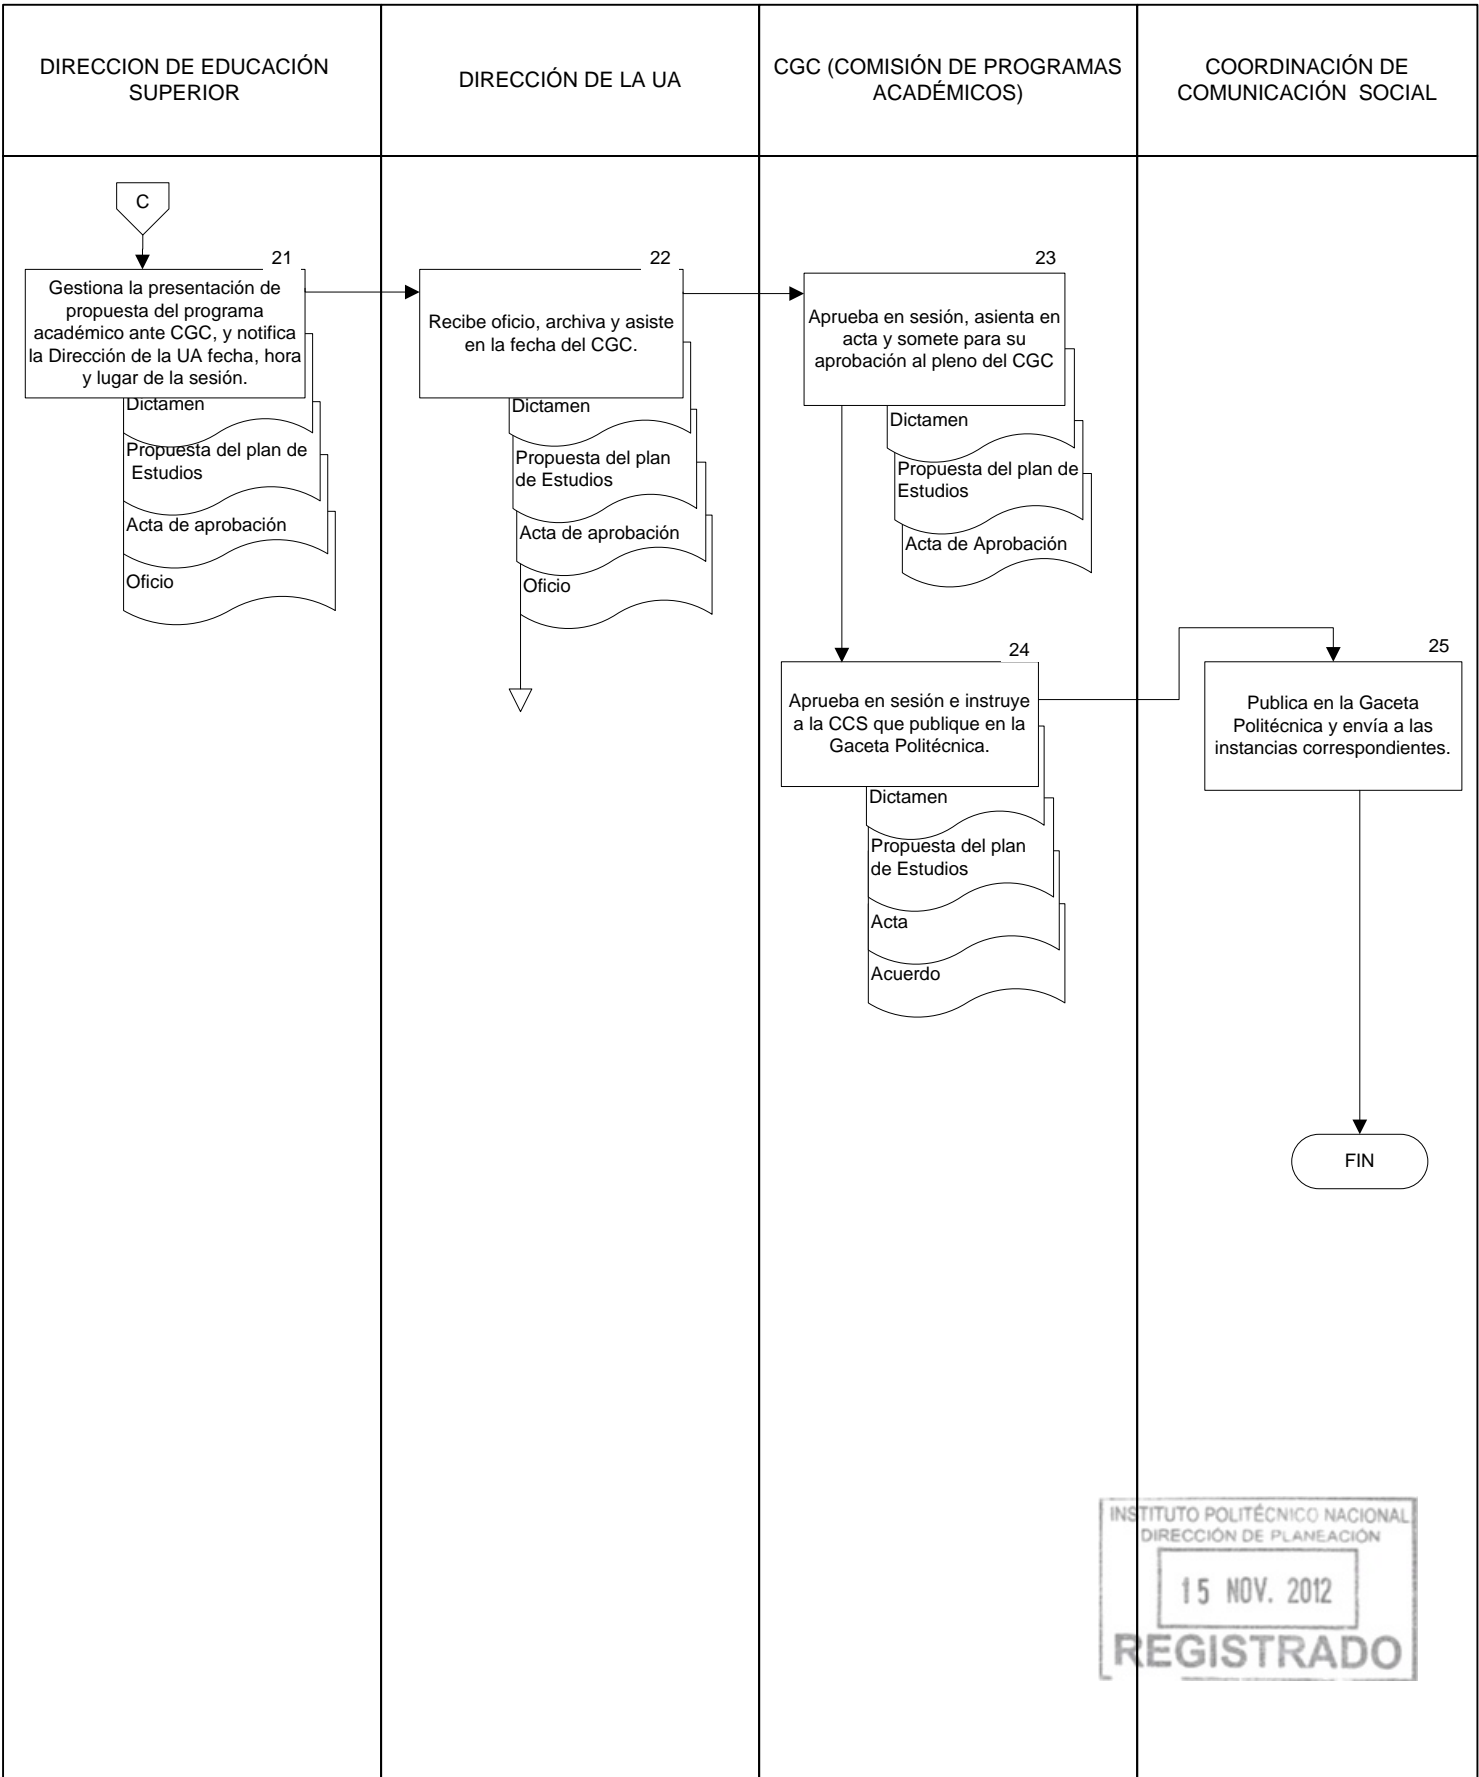 DIRECCION DE EDUCACIÓN
SUPERIOR
DIRECCIÓN DE LA UA
CGC (COMISIÓN DE PROGRAMAS
ACADÉMICOS)
COORDINACIÓN DE
COMUNICACIÓN SOCIAL
C
21
Gestiona la presentación de
propuesta del programa
académico ante CGC, y notifica
la Dirección de la UA fecha, hora
y lugar de la sesión.
Dictamen
Propuesta del plan de
Estudios
Acta de aprobación
Oficio
22
Recibe oficio, archiva y asiste
en la fecha del CGC.
Dictamen
Propuesta del plan
de Estudios
Acta de aprobación
Oficio
23
Aprueba en sesión, asienta en
acta y somete para su
aprobación al pleno del CGC
Dictamen
Propuesta del plan de
Estudios
Acta de Aprobación
24
Aprueba en sesión e instruye
a la CCS que publique en la
Gaceta Politécnica.
Dictamen
Propuesta del plan
de Estudios
Acta
Acuerdo
25
Publica en la Gaceta
Politécnica y envía a las
instancias correspondientes.
FIN
INSTITUTO POLITÉCNICO NACIONAL
DIRECCIÓN DE PLANEACIÓN
15 NOV. 2012
REGISTRADO